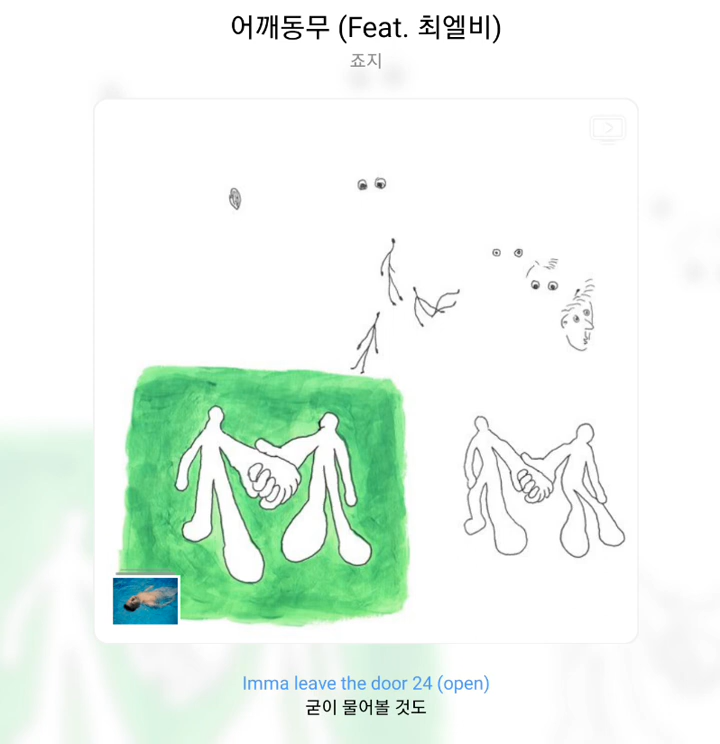 어깨동무 (Feat. 최엘비)
죠지
Imma leave the door 24 (open)
굳이 물어볼 것도